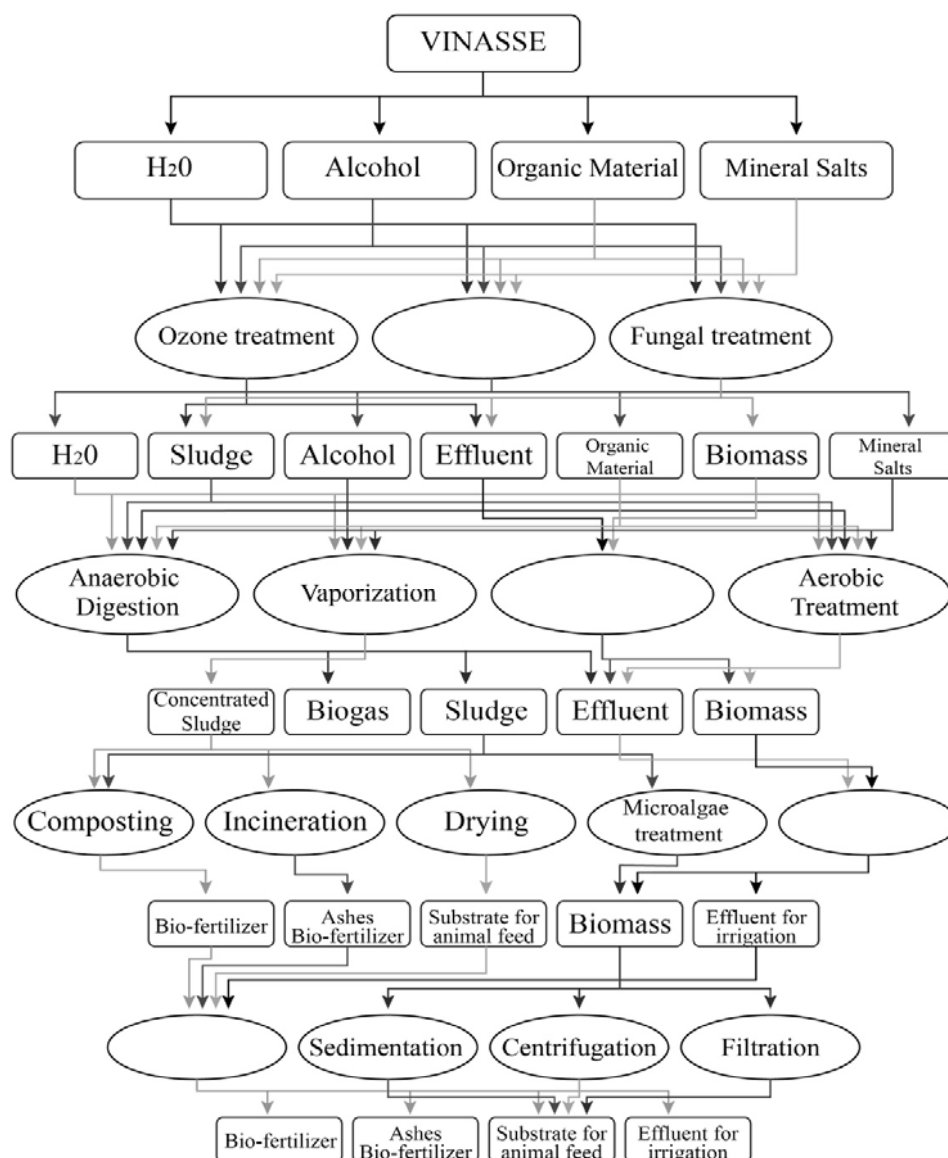 VINASSE
H20
Alcohol
Organic Material
Mineral Salts
Ozone treatment
Fungal treatment
H20
Sludge
Alcohol
Effluent
Organic
Material
Biomass
Mineral
Salts
Anaerobic
Digestion
Vaporization
Aerobic
Treatment
Concentrated
Sludge
Biogas
Sludge
Effluent
Biomass
Composting
Incineration
Drying
Microalgae
treatment
Bio-fertilizer
Ashes
Bio-fertilizer
Substrate for
animal feed
Biomass
Effluent for
irrigation
Sedimentation
Centrifugation
Filtration
Bio-fertilizer
Ashes
Bio-fertilizer
Substrate for
animal feed
Effluent for
irrigation